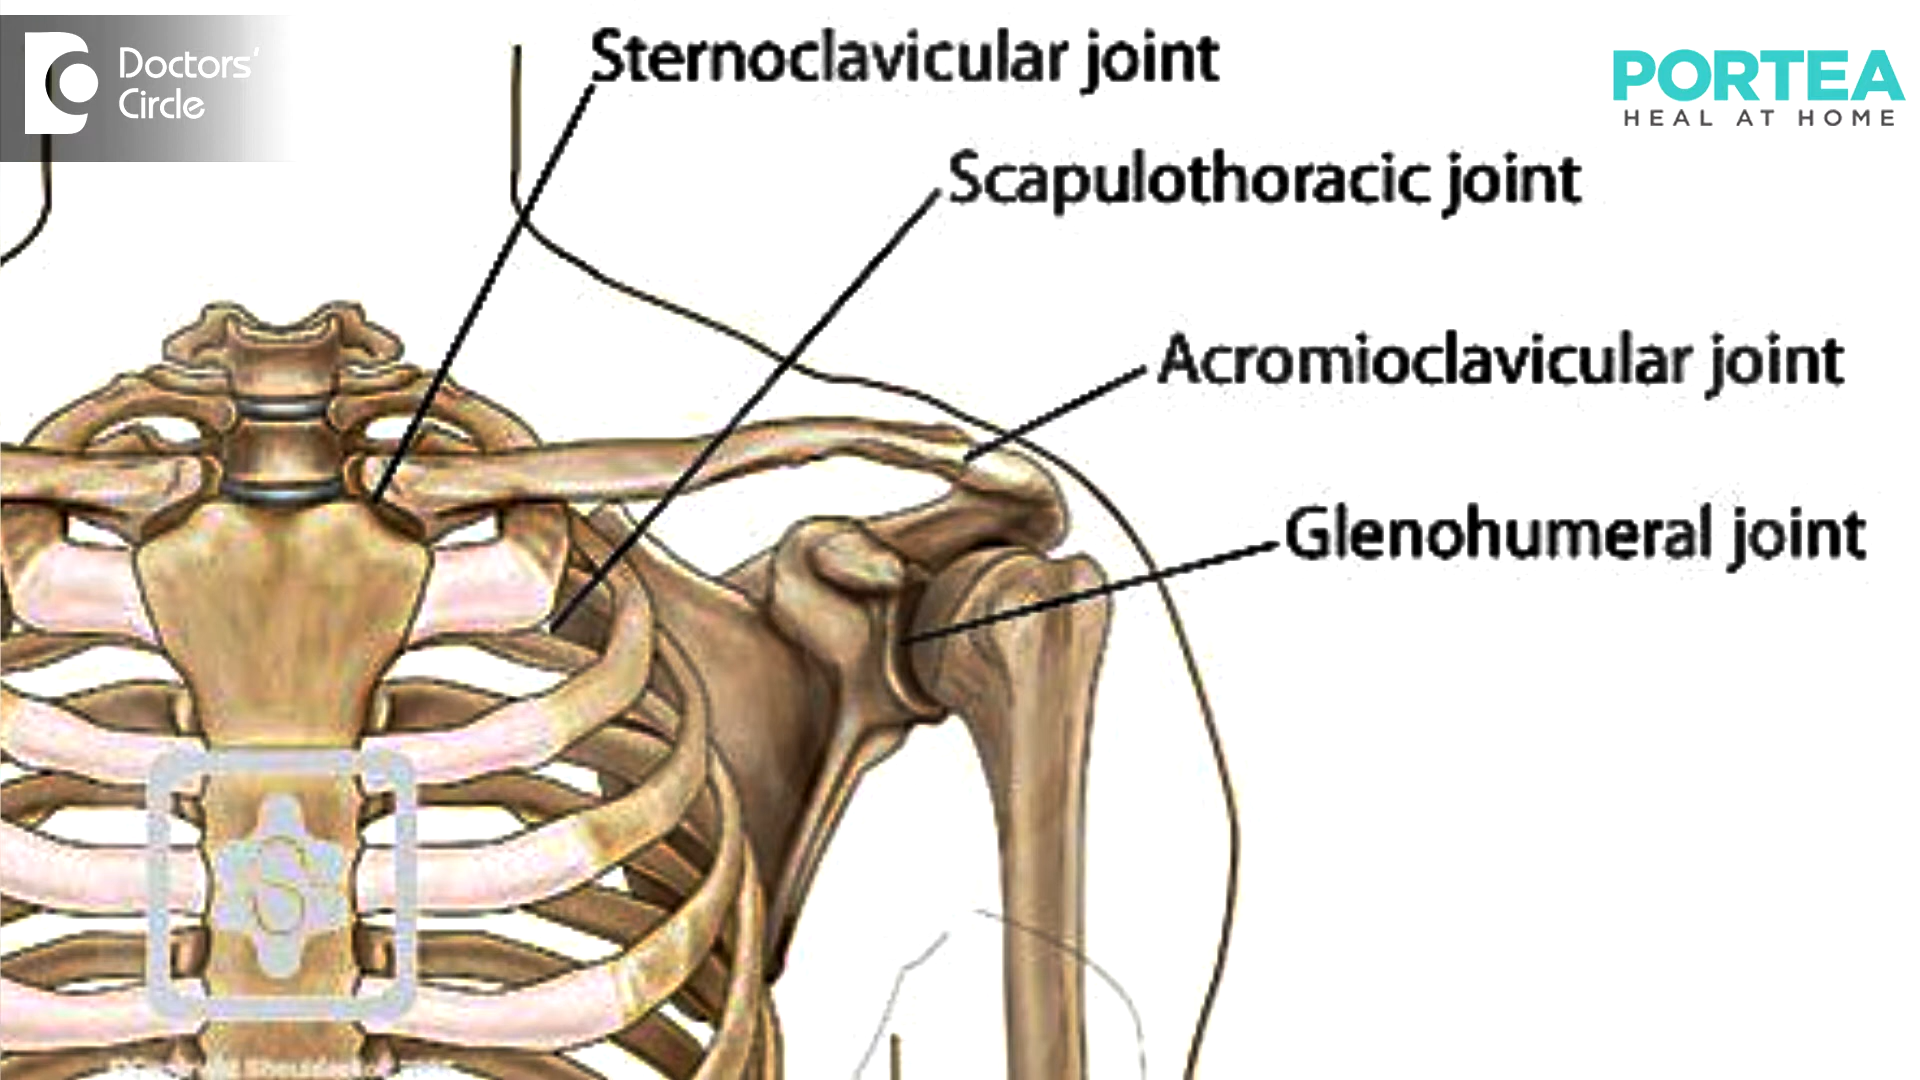 Doctors'
Circle
Sternoclavicular joint
PORTEA
HEAL AT HOME
Scapulothoracic joint
Acromioclavicular joint
Glenohumeral joint
S